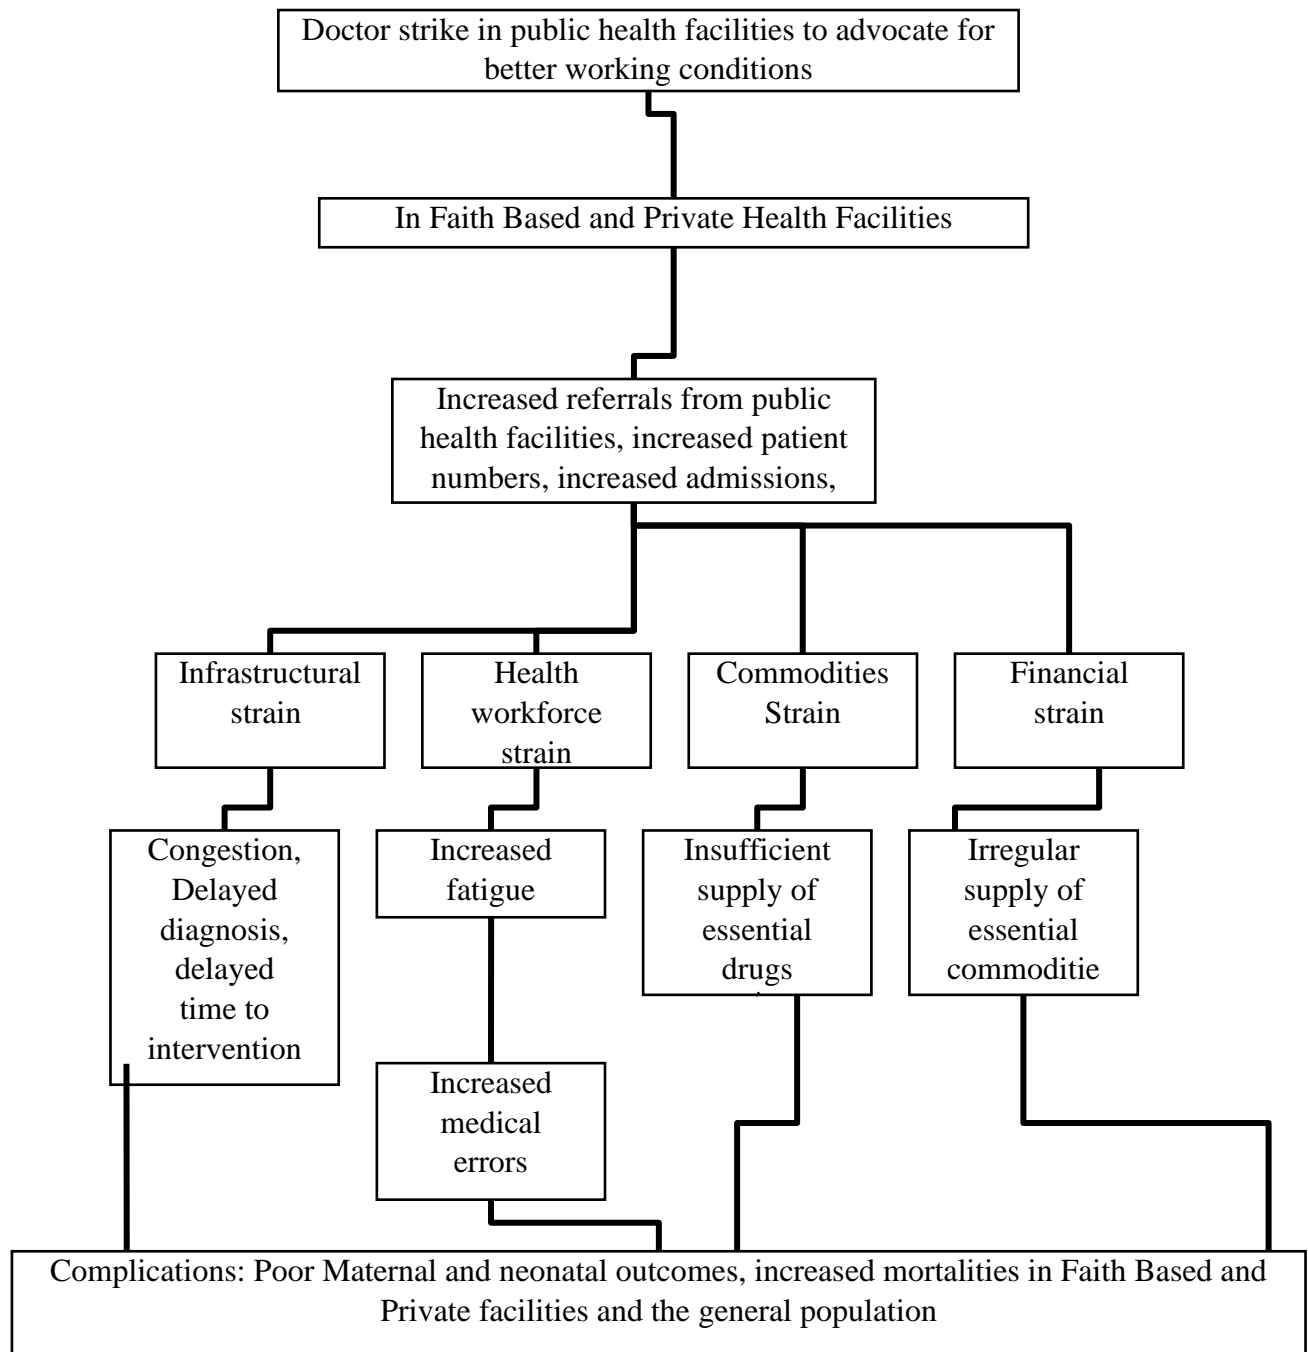 Doctor strike in public health facilities to advocate for
better working conditions
In Faith Based and Private Health Facilities
Increased referrals from public
health facilities, increased patient
numbers, increased admissions,
Infrastructural
strain
Health
workforce
strain
Commodities
Strain
Financial
strain
Congestion,
Delayed
diagnosis,
delayed
time to
intervention
Increased
fatigue
Insufficient
supply of
essential
drugs
Irregular
supply of
essential
commoditie
Increased
medical
errors
Complications: Poor Maternal and neonatal outcomes, increased mortalities in Faith Based and
Private facilities and the general population